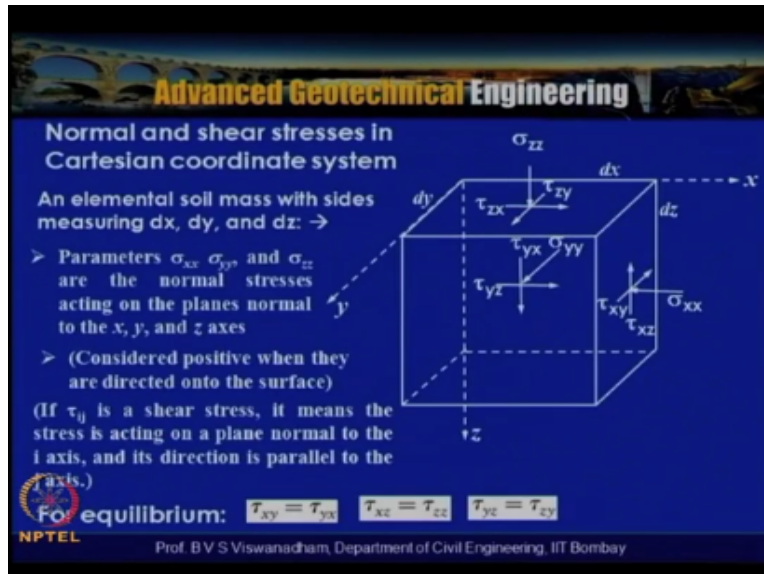 Advanced Geotechnical Engineering
Normal and shear stresses in
Cartesian coordinate system
An elemental soil mass with sides
measuring dx, dy, and dz: →
➢ Parameters σxx σyy, and σzz
are the normal stresses
acting on the planes normal
to the x, y, and z axes
➢ (Considered positive when they
are directed onto the surface)
(If τij is a shear stress, it means the
stress is acting on a plane normal to the
i axis, and its direction is parallel to the
j axis.)
For equilibrium: τxy = τyx τxz = τzz τyz = τzy
σzz
dx
x
dy
τzy
τzx
dz
τyx σyy
y
τyz
τxy σxx
τxz
z
NPTEL
Prof. B V S Viswanadham, Department of Civil Engineering, IIT Bombay